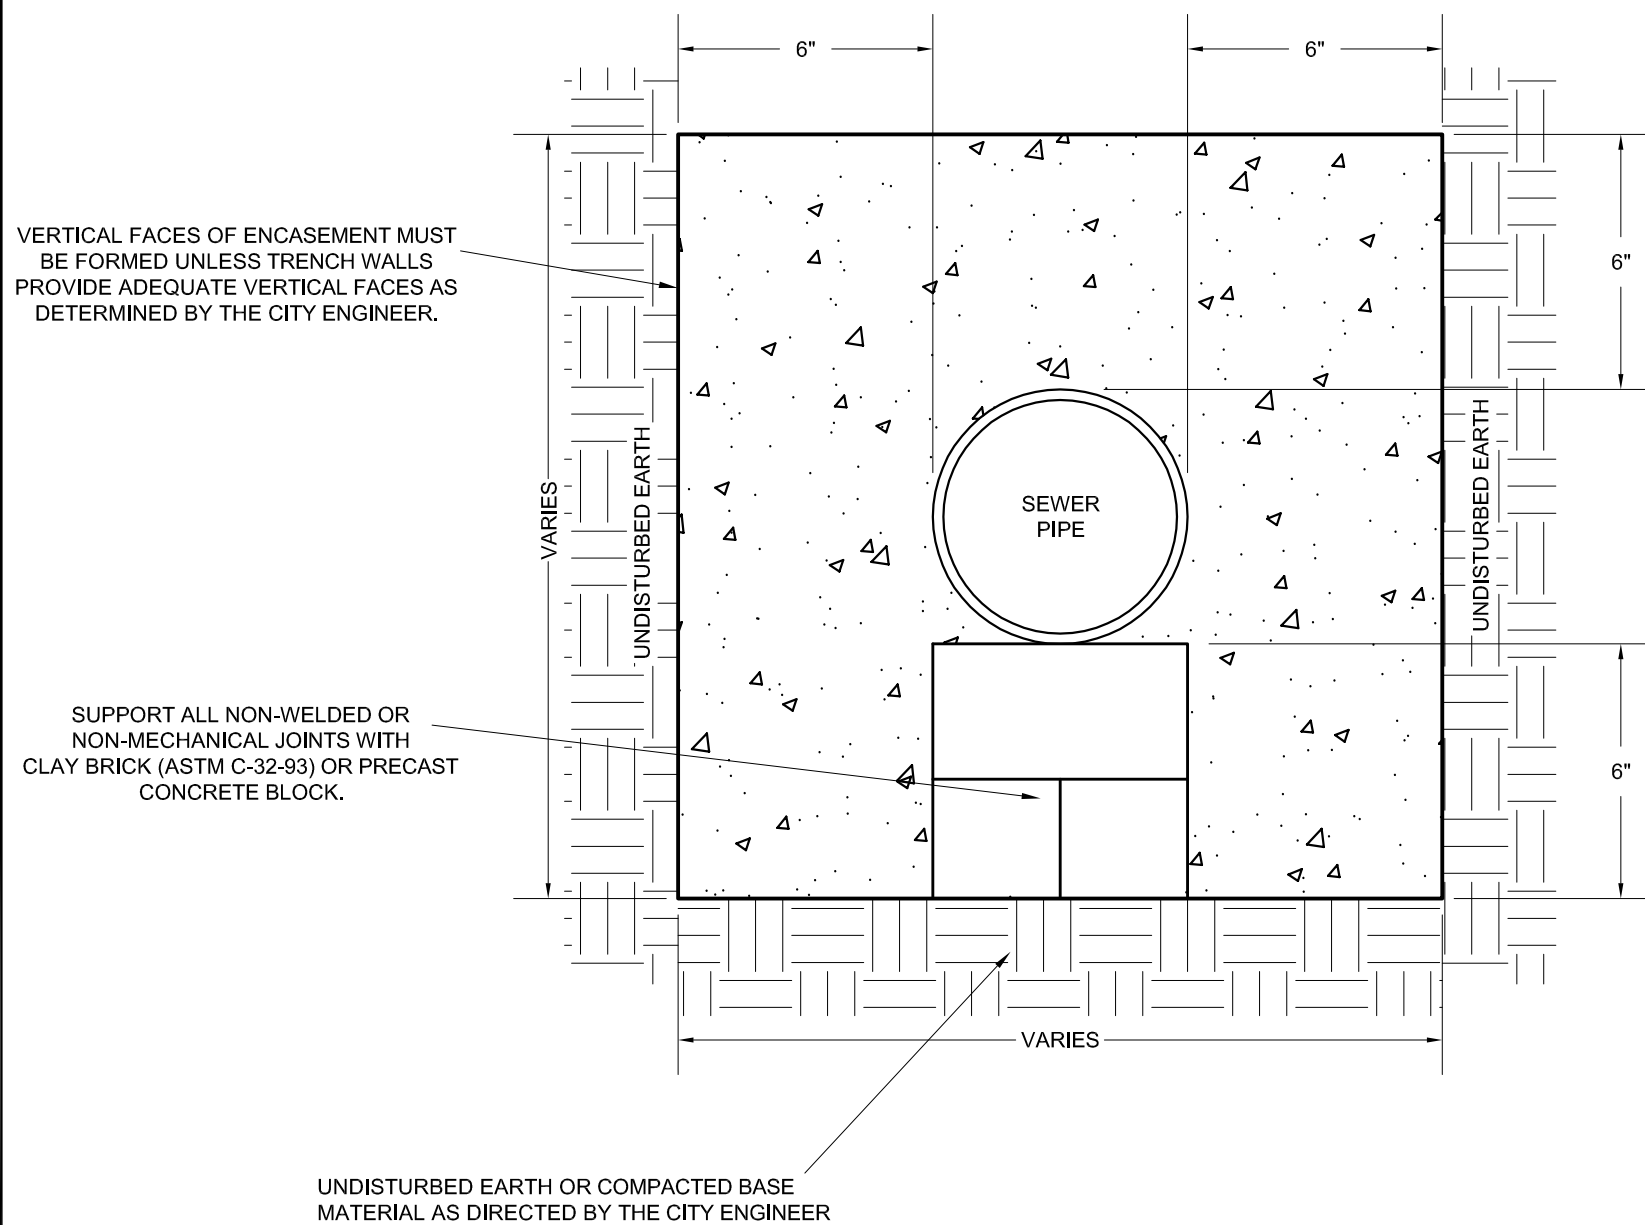 6"
6"
6"
VERTICAL FACES OF ENCASEMENT MUST
BE FORMED UNLESS TRENCH WALLS
PROVIDE ADEQUATE VERTICAL FACES AS
DETERMINED BY THE CITY ENGINEER.
VARIES
UNDISTURBED EARTH
SEWER
PIPE
UNDISTURBED EARTH
SUPPORT ALL NON-WELDED OR
NON-MECHANICAL JOINTS WITH
CLAY BRICK (ASTM C-32-93) OR PRECAST
CONCRETE BLOCK.
6"
VARIES
UNDISTURBED EARTH OR COMPACTED BASE
MATERIAL AS DIRECTED BY THE CITY ENGINEER